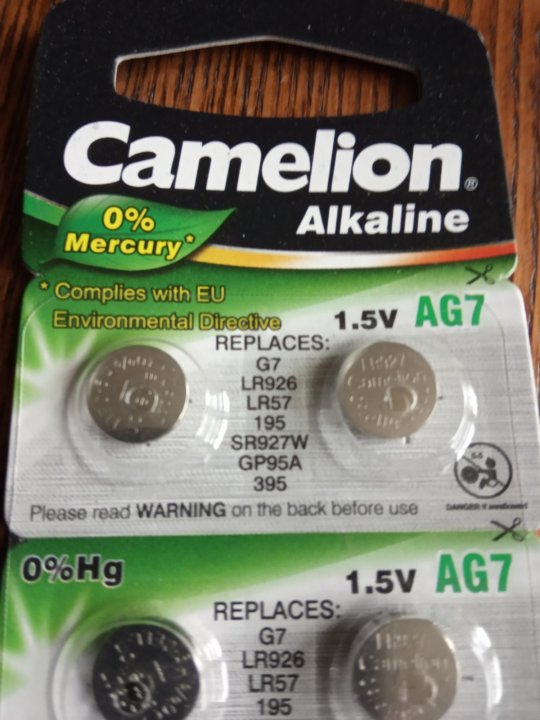 Camelion®
Alkaline
0%
Mercury*
* Complies with EU
Environmental Directive
1.5V AG7
REPLACES:
G7
LR926
LR57
195
SR927W
GP95A
395
Camelion
Please read WARNING on the back before use
0%Hg
1.5V AG7
REPLACES:
G7
LR926
LR57
195
Camelion